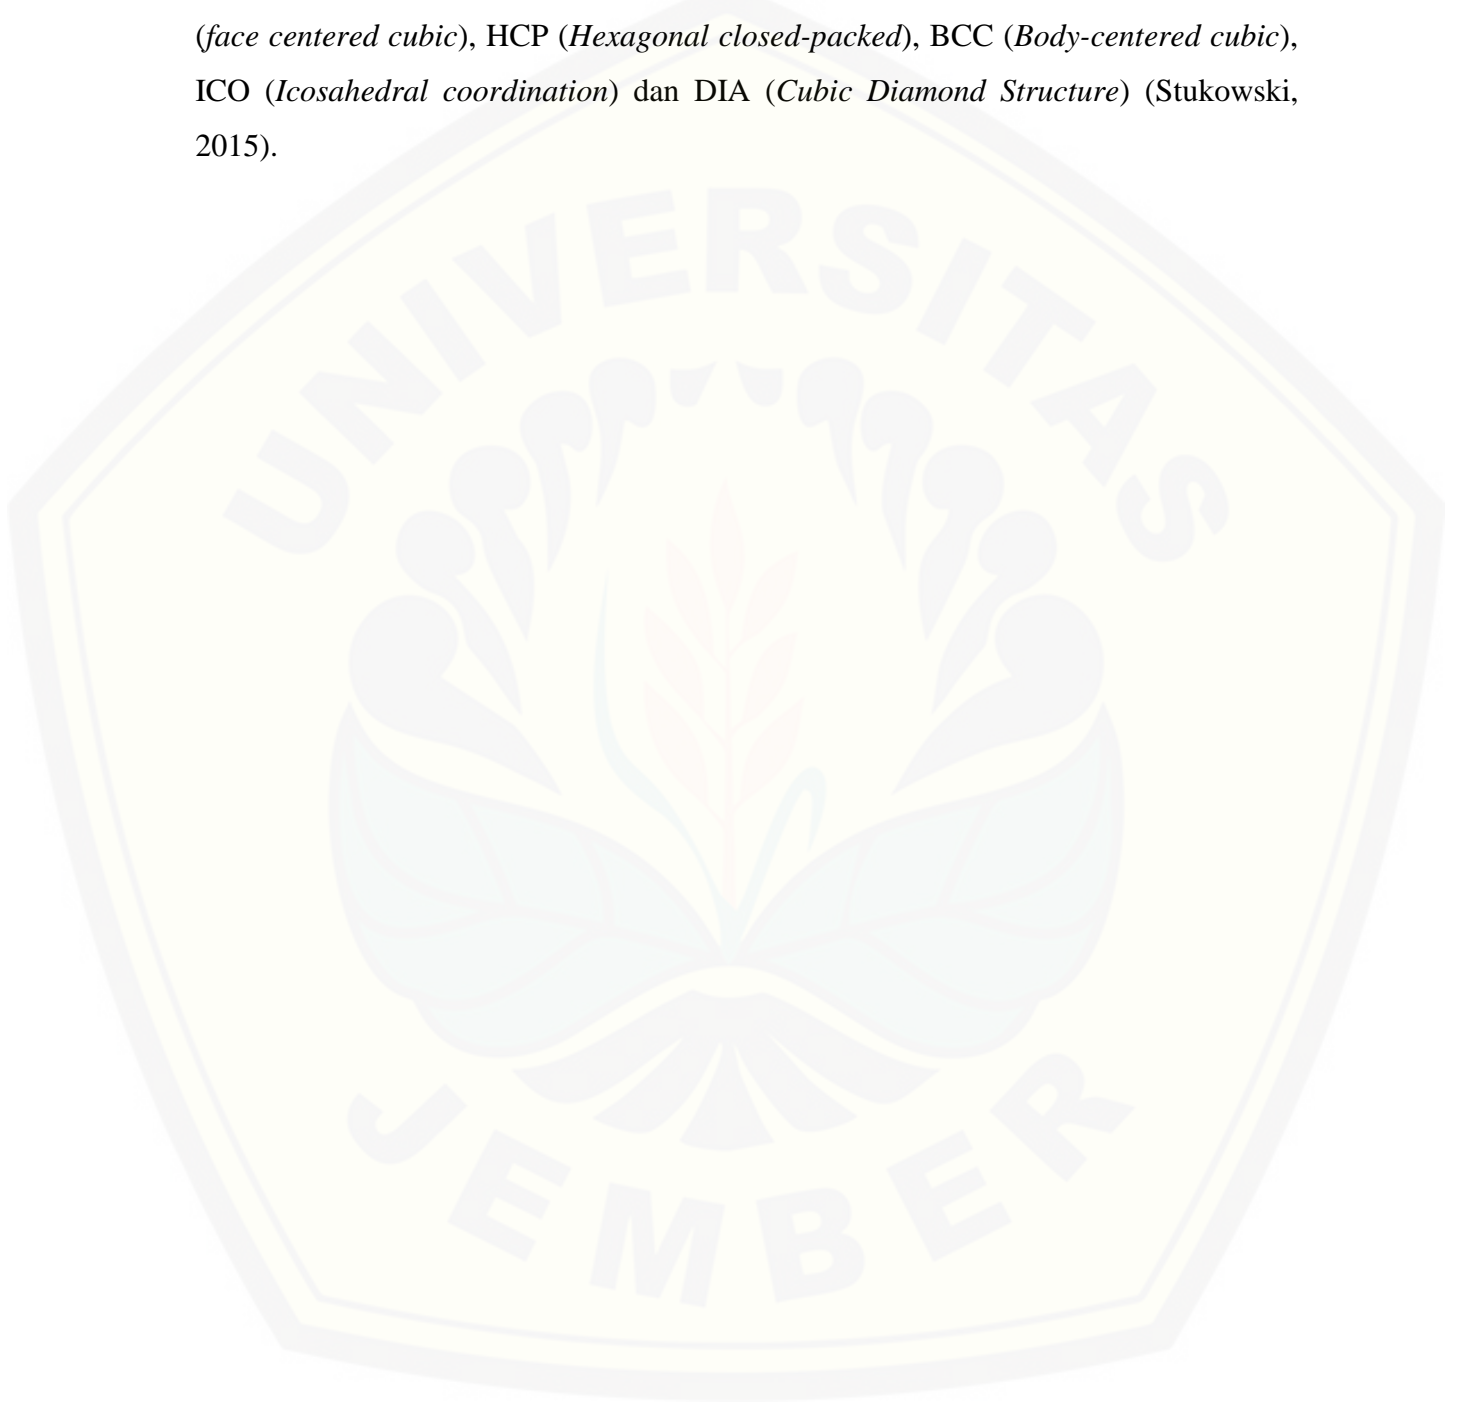 (face centered cubic), HCP (Hexagonal closed-packed), BCC (Body-centered cubic),
ICO (Icosahedral coordination) dan DIA (Cubic Diamond Structure) (Stukowski,
2015).
UNIVERSITAS
JEMBER